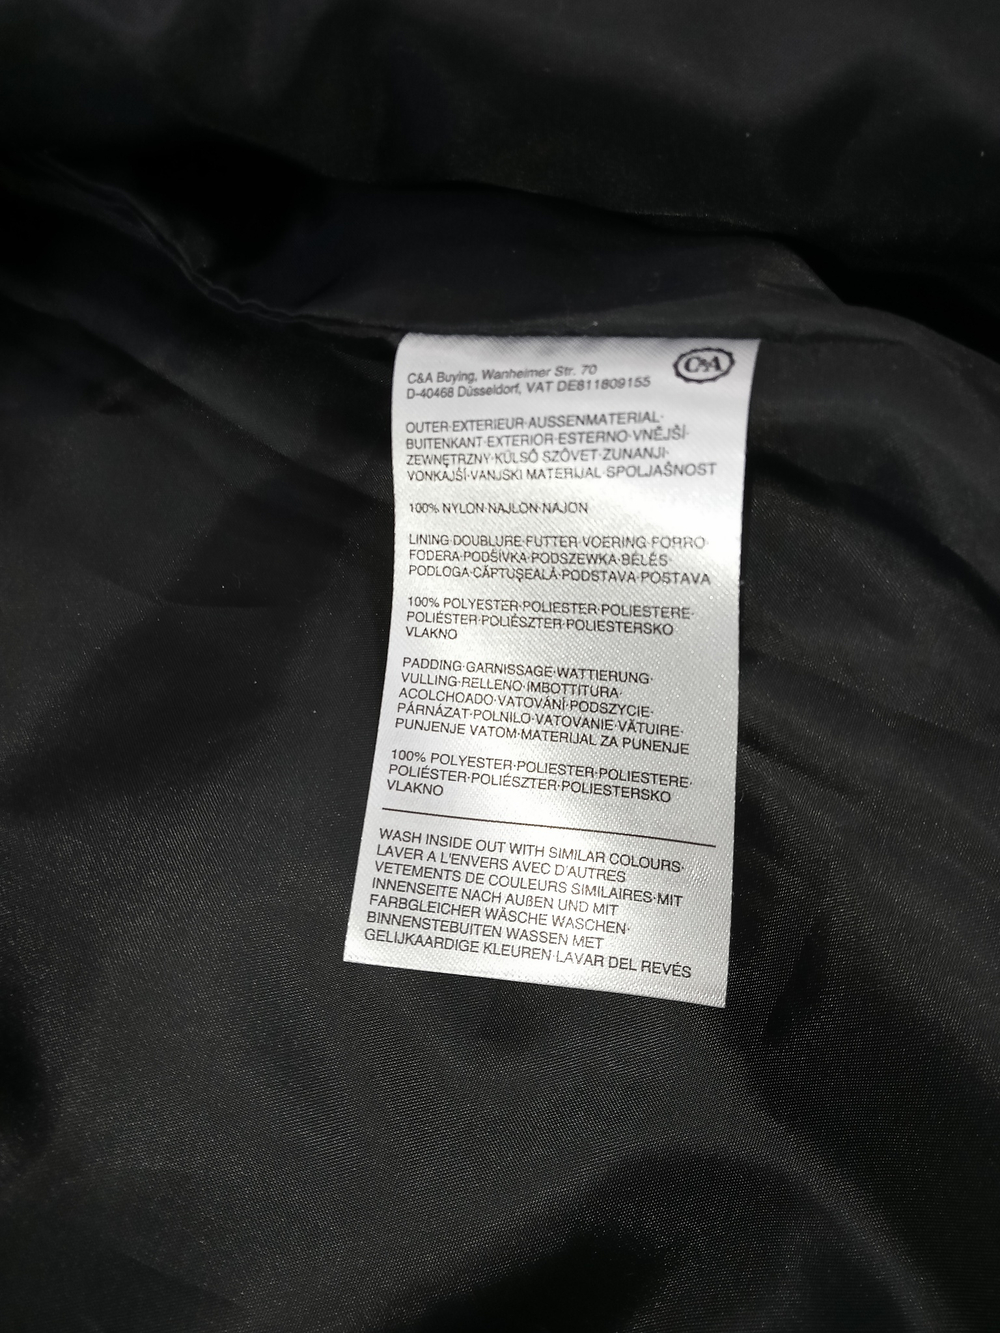 C&A
C&A Buying, Wanheimer Str. 70
D-40468 Düsseldorf, VAT DE811809155
OUTER·EXTERIEUR·AUSSENMATERIAL·
BUITENKANT·EXTERIOR·ESTERNO·VNĚJŠÍ·
ZEWNĘTRZNY·KÜLSŐ SZÖVET·ZUNANJI·
VONKAJŠÍ·VANJSKI MATERIJAL·SPOLJAŠNOST
100% NYLON·NAJLON·NAJON
LINING·DOUBLURE·FUTTER·VOERING·FORRO·
FODERA·PODŠÍVKA·PODSZEWKA·BÉLÉS·
PODLOGA·CĂPTUŞEALĂ·PODSTAVA·POSTAVA
100% POLYESTER·POLIESTER·POLIESTERE·
POLIÉSTER·POLIÉSZTER·POLIESTERSKO
VLAKNO
PADDING·GARNISSAGE·WATTIERUNG·
VULLING·RELLENO·IMBOTTITURA·
ACOLCHOADO·VATOVÁNÍ·PODSZYCIE·
PÁRNÁZAT·POLNILO·VATOVANIE·VĂTUIRE·
PUNJENJE VATOM·MATERIJAL ZA PUNENJE
100% POLYESTER·POLIESTER·POLIESTERE·
POLIÉSTER·POLIÉSZTER·POLIESTERSKO
VLAKNO
WASH INSIDE OUT WITH SIMILAR COLOURS·
LAVER A L'ENVERS AVEC D'AUTRES
VETEMENTS DE COULEURS SIMILAIRES·MIT
INNENSEITE NACH AUßEN UND MIT
FARBGLEICHER WÄSCHE WASCHEN·
BINNENSTEBUITEN WASSEN MET
GELIJKAARDIGE KLEUREN·LAVAR DEL REVÉS